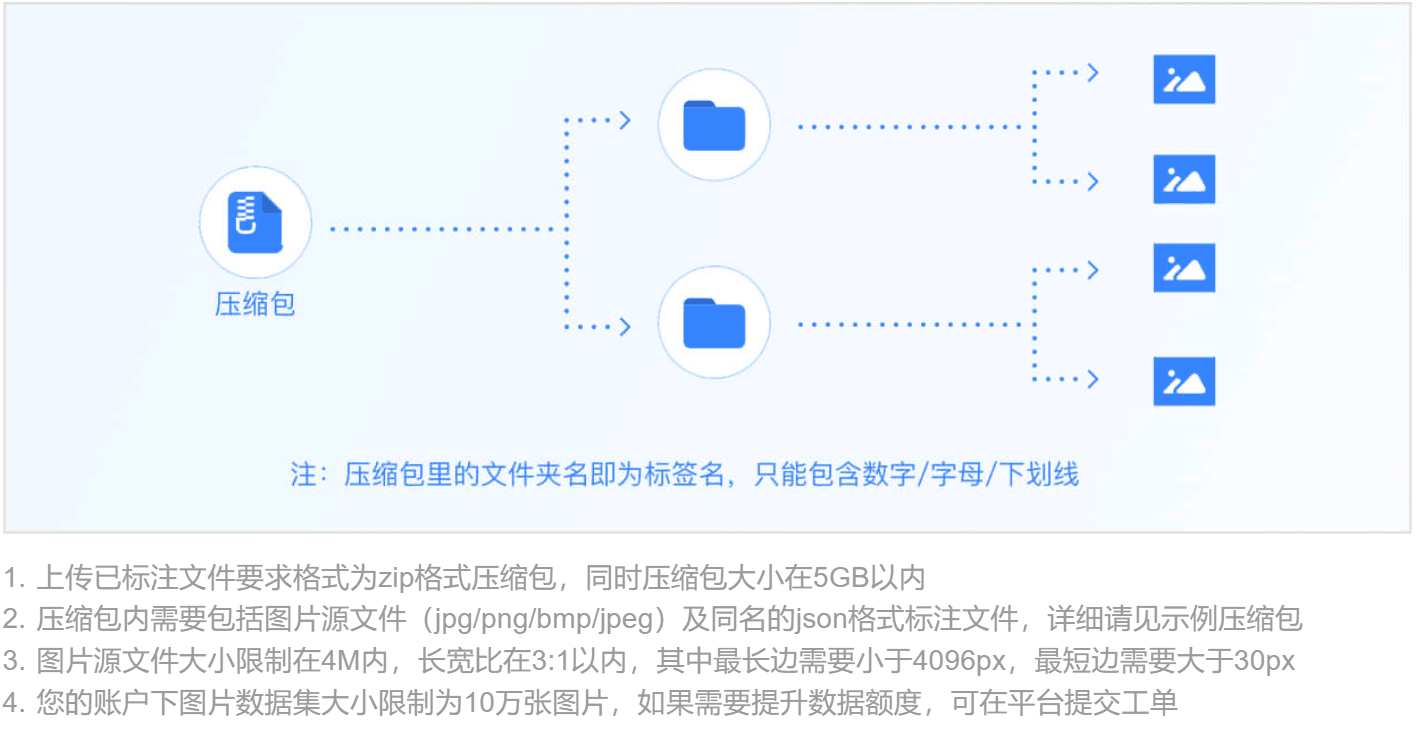 压缩包
注：压缩包里的文件夹名即为标签名，只能包含数字/字母/下划线
1. 上传已标注文件要求格式为zip格式压缩包，同时压缩包大小在5GB以内
2. 压缩包内需要包括图片源文件（jpg/png/bmp/jpeg）及同名的json格式标注文件，详细请见示例压缩包
3. 图片源文件大小限制在4M内，长宽比在3:1以内，其中最长边需要小于4096px，最短边需要大于30px
4. 您的账户下图片数据集大小限制为10万张图片，如果需要提升数据额度，可在平台提交工单